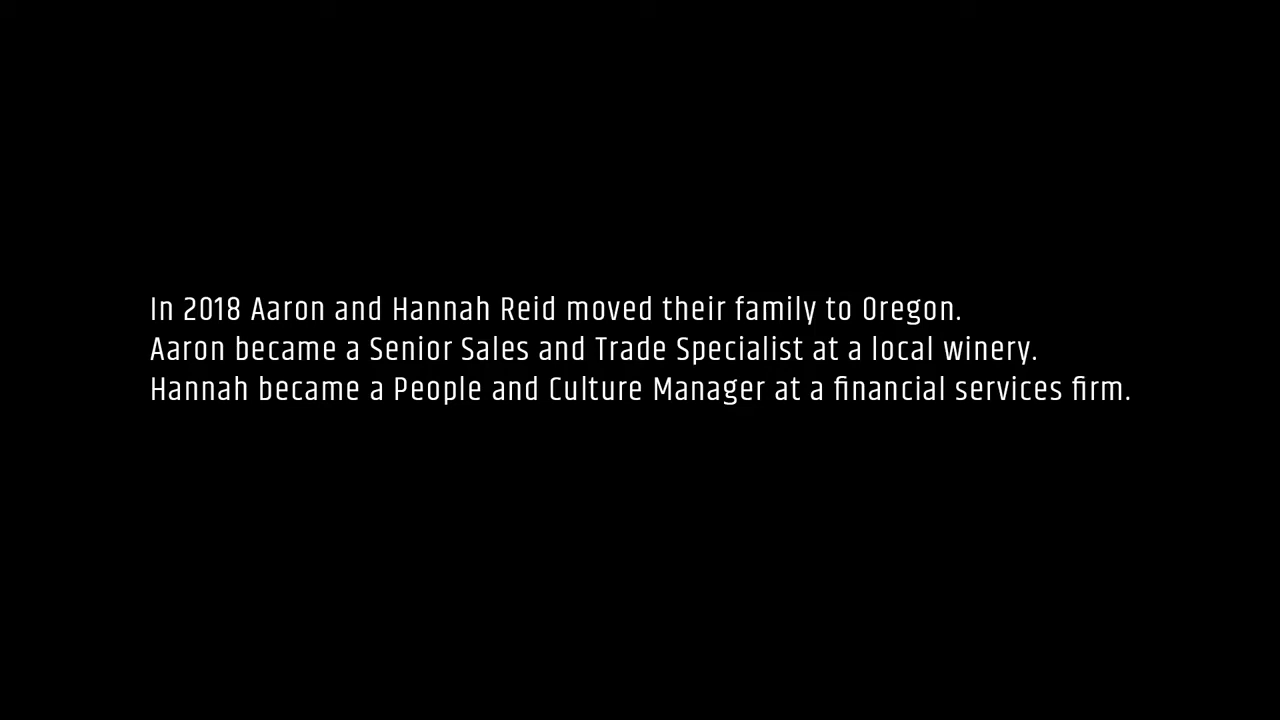 In 2018 Aaron and Hannah Reid moved their family to Oregon.
Aaron became a Senior Sales and Trade Specialist at a local winery.
Hannah became a People and Culture Manager at a financial services firm.